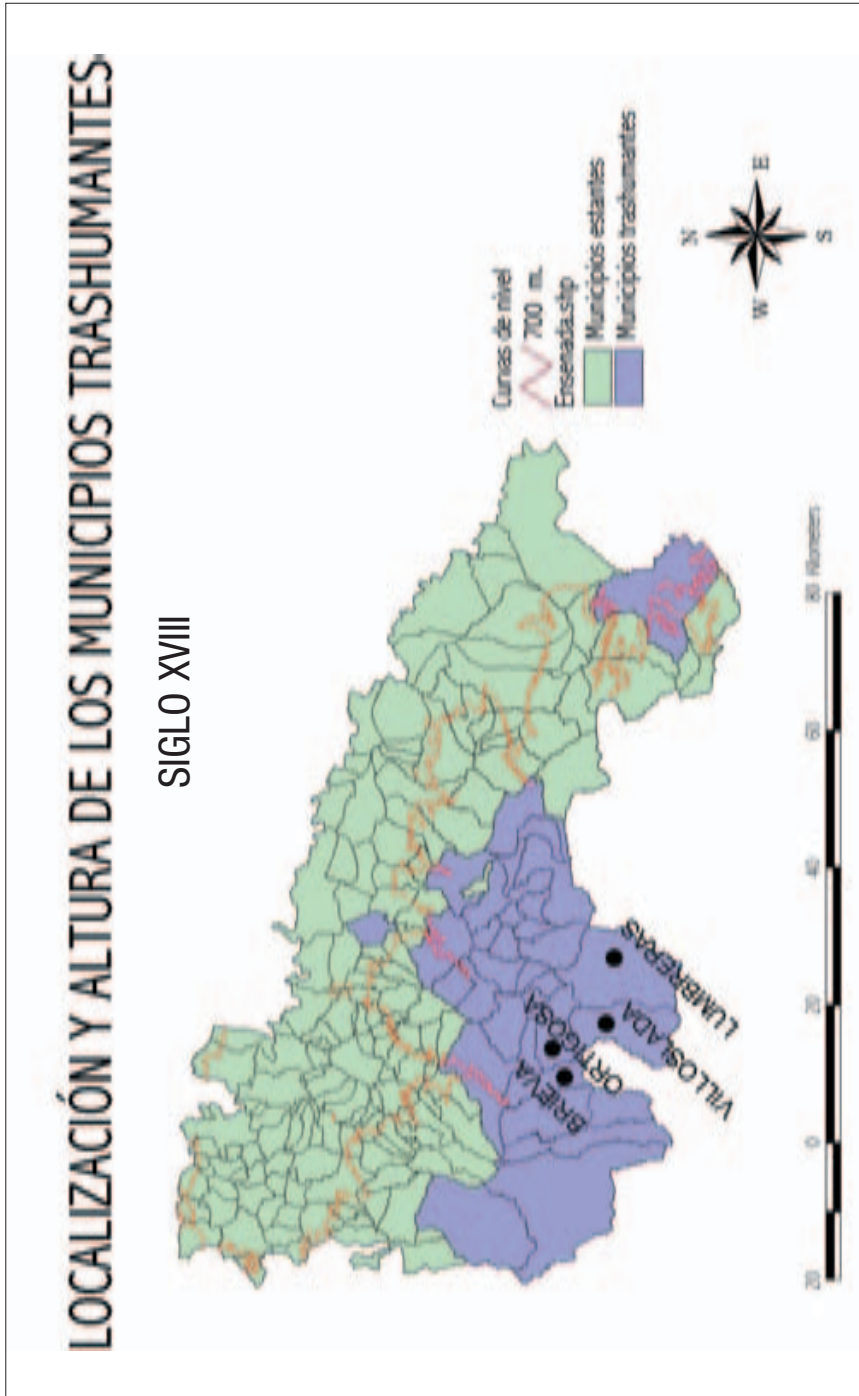 LOCALIZACIÓN Y ALTURA DE LOS MUNICIPIOS TRASHUMANTES
SIGLO XVIII
Curvas de nivel
700 m.
Ensenada.shp
Municipios estantes
Municipios trashumantes
N
W
E
S
BRIEVA
ORTIGOSA
VILLOSLADA
LUMBRERAS
20 0 20 40 60 80 Kilometers